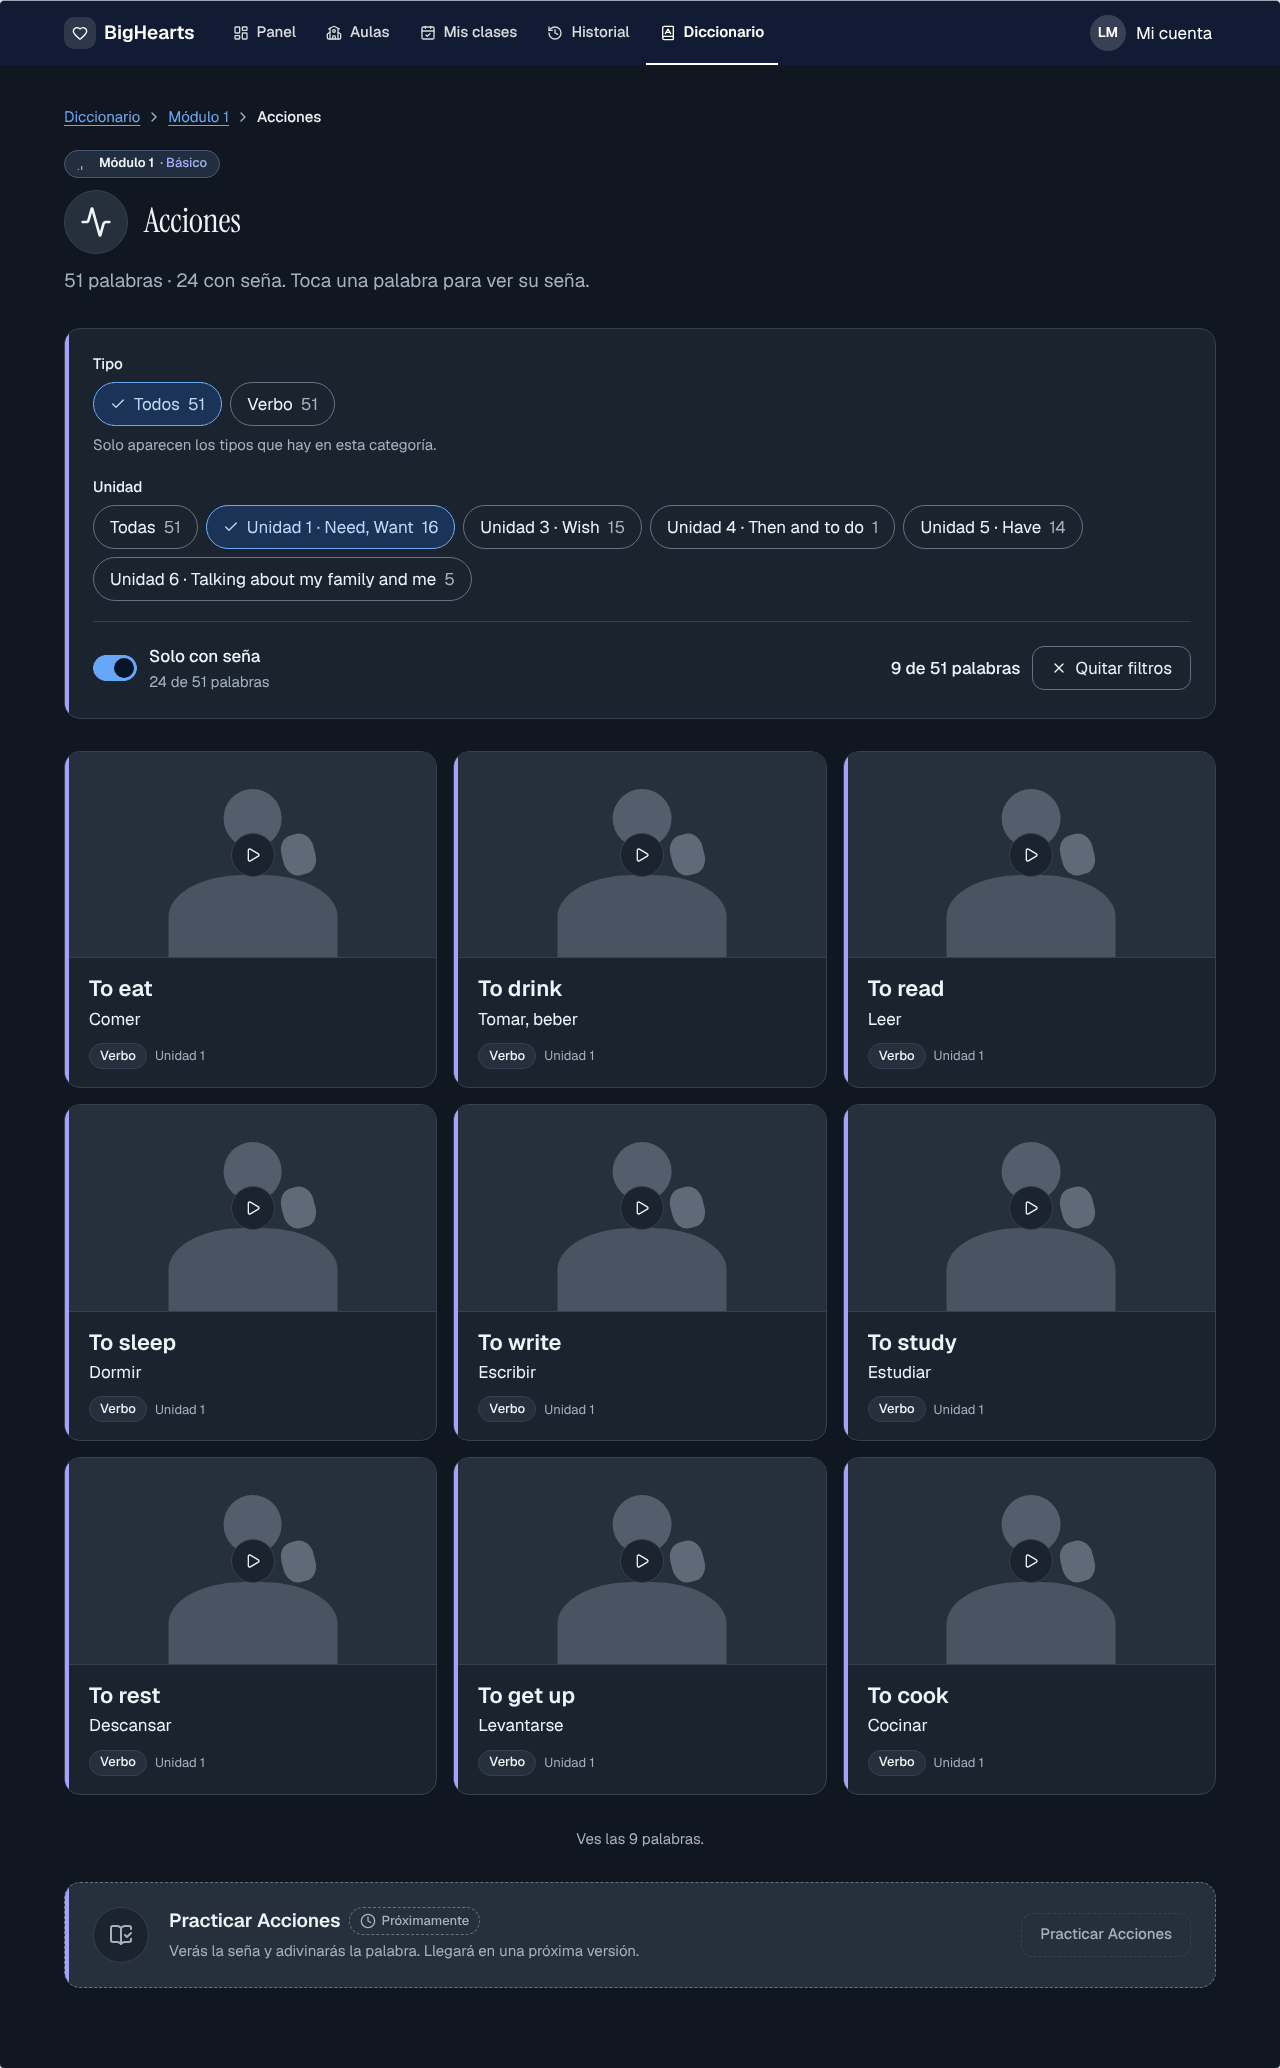 BigHearts
Panel
Aulas
Mis clases
Historial
Diccionario
LM
Mi cuenta
Diccionario > Módulo 1 > Acciones
Módulo 1 · Básico
Acciones
51 palabras · 24 con seña. Toca una palabra para ver su seña.
Tipo
Todos 51
Verbo 51
Solo aparecen los tipos que hay en esta categoría.
Unidad
Todas 51
Unidad 1 · Need, Want 16
Unidad 3 · Wish 15
Unidad 4 · Then and to do 1
Unidad 5 · Have 14
Unidad 6 · Talking about my family and me 5
Solo con seña
24 de 51 palabras
9 de 51 palabras
Quitar filtros
To eat
Comer
Verbo Unidad 1
To drink
Tomar, beber
Verbo Unidad 1
To read
Leer
Verbo Unidad 1
To sleep
Dormir
Verbo Unidad 1
To write
Escribir
Verbo Unidad 1
To study
Estudiar
Verbo Unidad 1
To rest
Descansar
Verbo Unidad 1
To get up
Levantarse
Verbo Unidad 1
To cook
Cocinar
Verbo Unidad 1
Ves las 9 palabras.
Practicar Acciones
Próximamente
Verás la seña y adivinarás la palabra. Llegará en una próxima versión.
Practicar Acciones